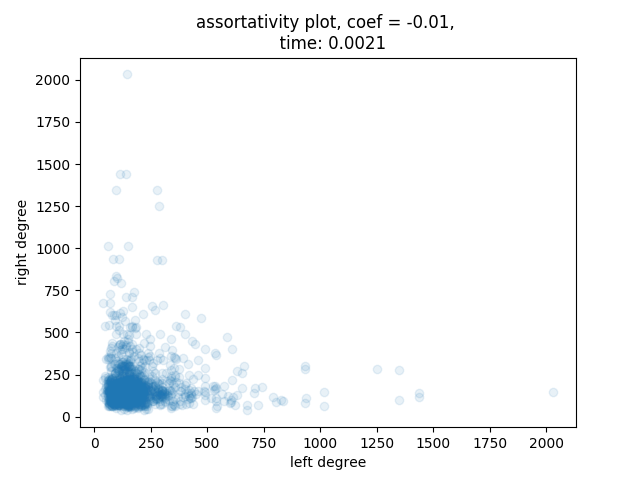 assortativity plot, coef = -0.01,
time: 0.0021
2000
1750
1500
1250
1000
750
500
250
0
right degree
0 250 500 750 1000 1250 1500 1750 2000
left degree